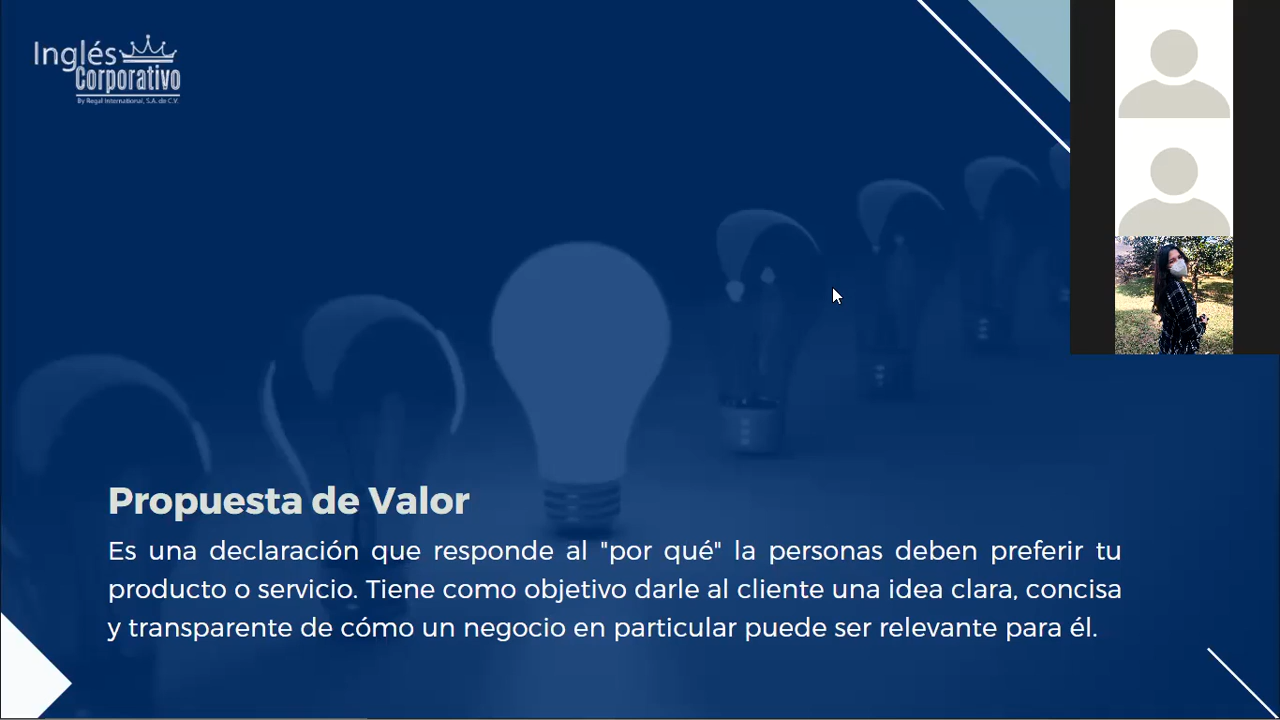 Inglés
Corporativo
By Regal International, S.A. de C.V.
Propuesta de Valor
Es una declaración que responde al "por qué" la personas deben preferir tu
producto o servicio. Tiene como objetivo darle al cliente una idea clara, concisa
y transparente de cómo un negocio en particular puede ser relevante para él.